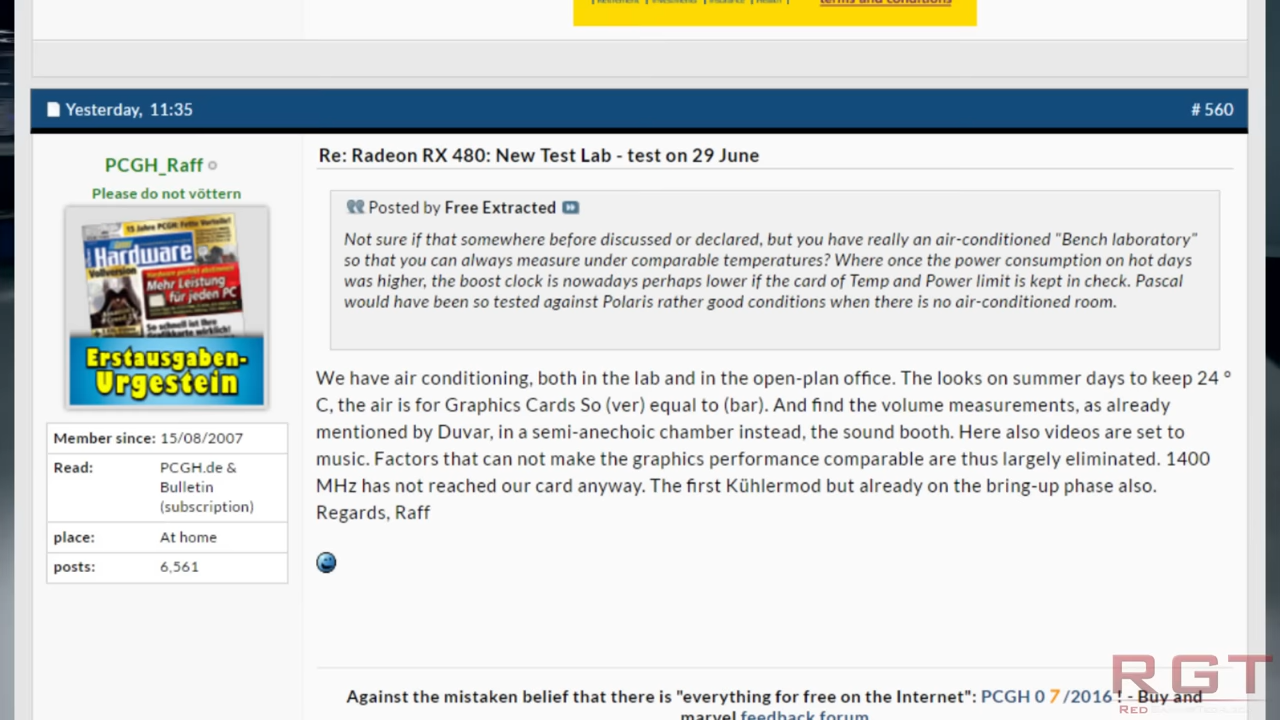 terms and conditions
Yesterday, 11:35
# 560
PCGH_Raff
Please do not vöttern
15 Jahre PCGH: Fette Vorteile!
Hardware
Vollversion
Mehr Leistung
für jeden PC
Erstausgaben-
Urgestein
Member since: 15/08/2007
Read: PCGH.de &
Bulletin
(subscription)
place: At home
posts: 6,561
Re: Radeon RX 480: New Test Lab - test on 29 June
Posted by Free Extracted
Not sure if that somewhere before discussed or declared, but you have really an air-conditioned "Bench laboratory"
so that you can always measure under comparable temperatures? Where once the power consumption on hot days
was higher, the boost clock is nowadays perhaps lower if the card of Temp and Power limit is kept in check. Pascal
would have been so tested against Polaris rather good conditions when there is no air-conditioned room.
We have air conditioning, both in the lab and in the open-plan office. The looks on summer days to keep 24 °
C, the air is for Graphics Cards So (ver) equal to (bar). And find the volume measurements, as already
mentioned by Duvar, in a semi-anechoic chamber instead, the sound booth. Here also videos are set to
music. Factors that can not make the graphics performance comparable are thus largely eliminated. 1400
MHz has not reached our card anyway. The first Kühlermod but already on the bring-up phase also.
Regards, Raff
Against the mistaken belief that there is "everything for free on the Internet": PCGH 0 7 /2016 ! - Buy and
marvel feedback forum
RGT
RED